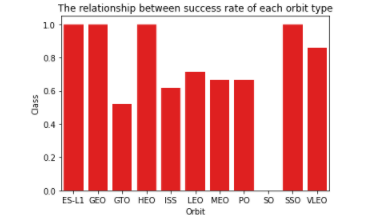 The relationship between success rate of each orbit type
1.0
0.8
0.6
0.4
0.2
0.0
Class
ES-L1 GEO GTO HEO ISS LEO MEO PO SO SSO VLEO
Orbit